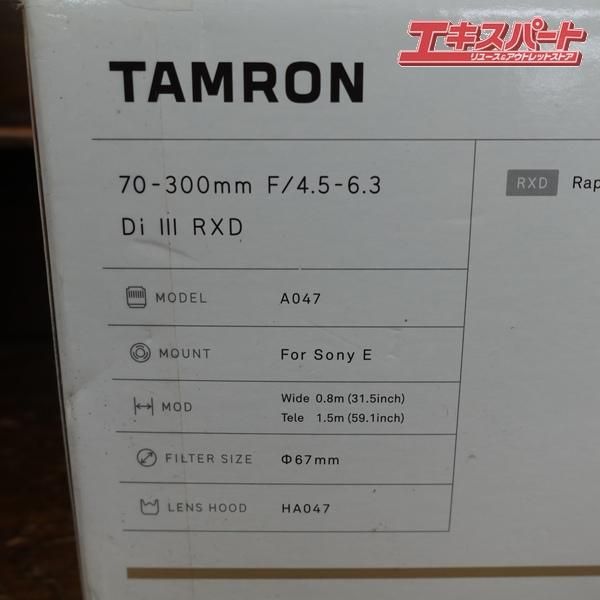 エキスパート
リユース&アウトレットストア
TAMRON
70-300mm F/4.5-6.3
Di III RXD
RXD Rap
MODEL A047
MOUNT For Sony E
MOD Wide 0.8m (31.5inch)
Tele 1.5m (59.1inch)
FILTER SIZE Φ67mm
LENS HOOD HA047